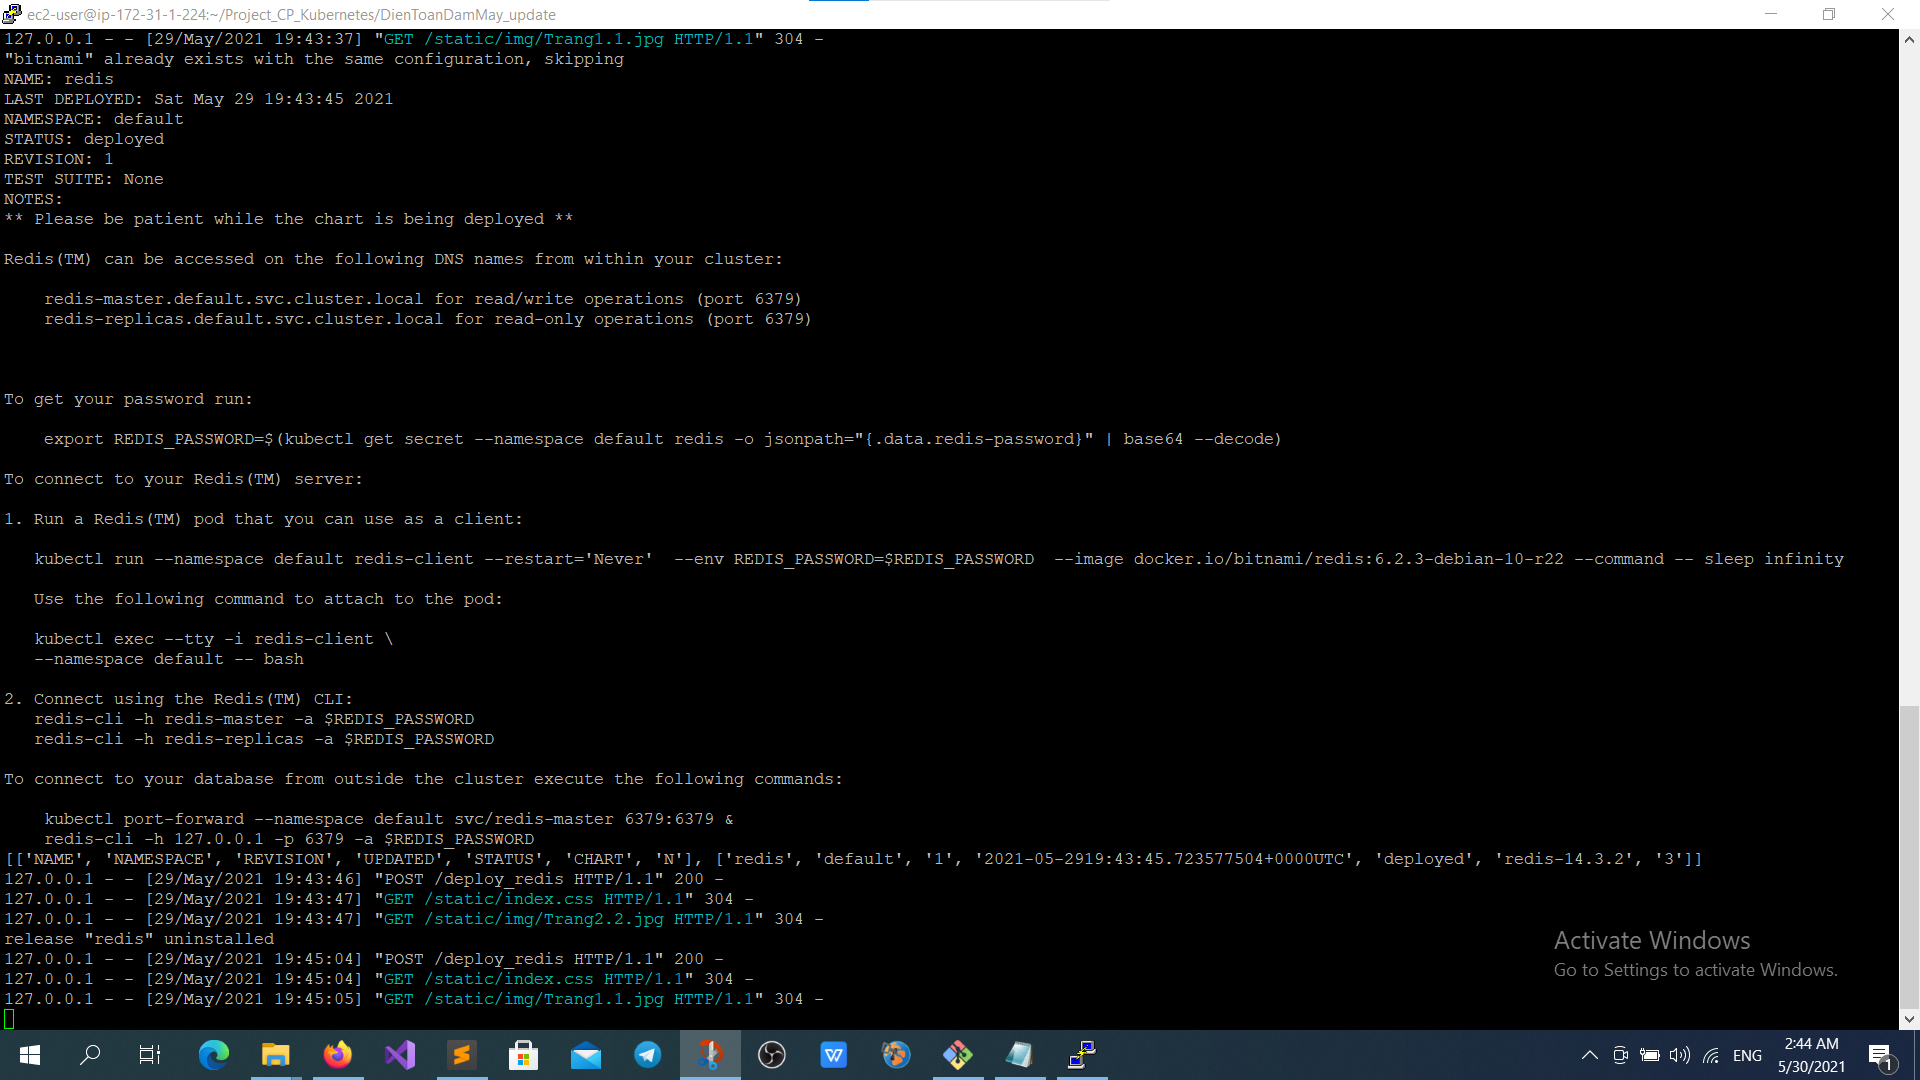 ec2-user@ip-172-31-1-224:~/Project_CP_Kubernetes/DienToanDamMay_update
127.0.0.1 - - [29/May/2021 19:43:37] "GET /static/img/Trang1.1.jpg HTTP/1.1" 304 -
"bitnami" already exists with the same configuration, skipping
NAME: redis
LAST DEPLOYED: Sat May 29 19:43:45 2021
NAMESPACE: default
STATUS: deployed
REVISION: 1
TEST SUITE: None
NOTES:
** Please be patient while the chart is being deployed **
Redis(TM) can be accessed on the following DNS names from within your cluster:
redis-master.default.svc.cluster.local for read/write operations (port 6379)
redis-replicas.default.svc.cluster.local for read-only operations (port 6379)
To get your password run:
export REDIS_PASSWORD=$(kubectl get secret --namespace default redis -o jsonpath="{.data.redis-password}" | base64 --decode)
To connect to your Redis(TM) server:
1. Run a Redis(TM) pod that you can use as a client:
kubectl run --namespace default redis-client --restart='Never'  --env REDIS_PASSWORD=$REDIS_PASSWORD  --image docker.io/bitnami/redis:6.2.3-debian-10-r22 --command -- sleep infinity
Use the following command to attach to the pod:
kubectl exec --tty -i redis-client \
--namespace default -- bash
2. Connect using the Redis(TM) CLI:
redis-cli -h redis-master -a $REDIS_PASSWORD
redis-cli -h redis-replicas -a $REDIS_PASSWORD
To connect to your database from outside the cluster execute the following commands:
kubectl port-forward --namespace default svc/redis-master 6379:6379 &
redis-cli -h 127.0.0.1 -p 6379 -a $REDIS_PASSWORD
[['NAME', 'NAMESPACE', 'REVISION', 'UPDATED', 'STATUS', 'CHART', 'N'], ['redis', 'default', '1', '2021-05-2919:43:45.723577504+0000UTC', 'deployed', 'redis-14.3.2', '3']]
127.0.0.1 - - [29/May/2021 19:43:46] "POST /deploy_redis HTTP/1.1" 200 -
127.0.0.1 - - [29/May/2021 19:43:47] "GET /static/index.css HTTP/1.1" 304 -
127.0.0.1 - - [29/May/2021 19:43:47] "GET /static/img/Trang2.2.jpg HTTP/1.1" 304 -
release "redis" uninstalled
127.0.0.1 - - [29/May/2021 19:45:04] "POST /deploy_redis HTTP/1.1" 200 -
127.0.0.1 - - [29/May/2021 19:45:04] "GET /static/index.css HTTP/1.1" 304 -
127.0.0.1 - - [29/May/2021 19:45:05] "GET /static/img/Trang1.1.jpg HTTP/1.1" 304 -
Activate Windows
Go to Settings to activate Windows.
ENG
2:44 AM
5/30/2021
1